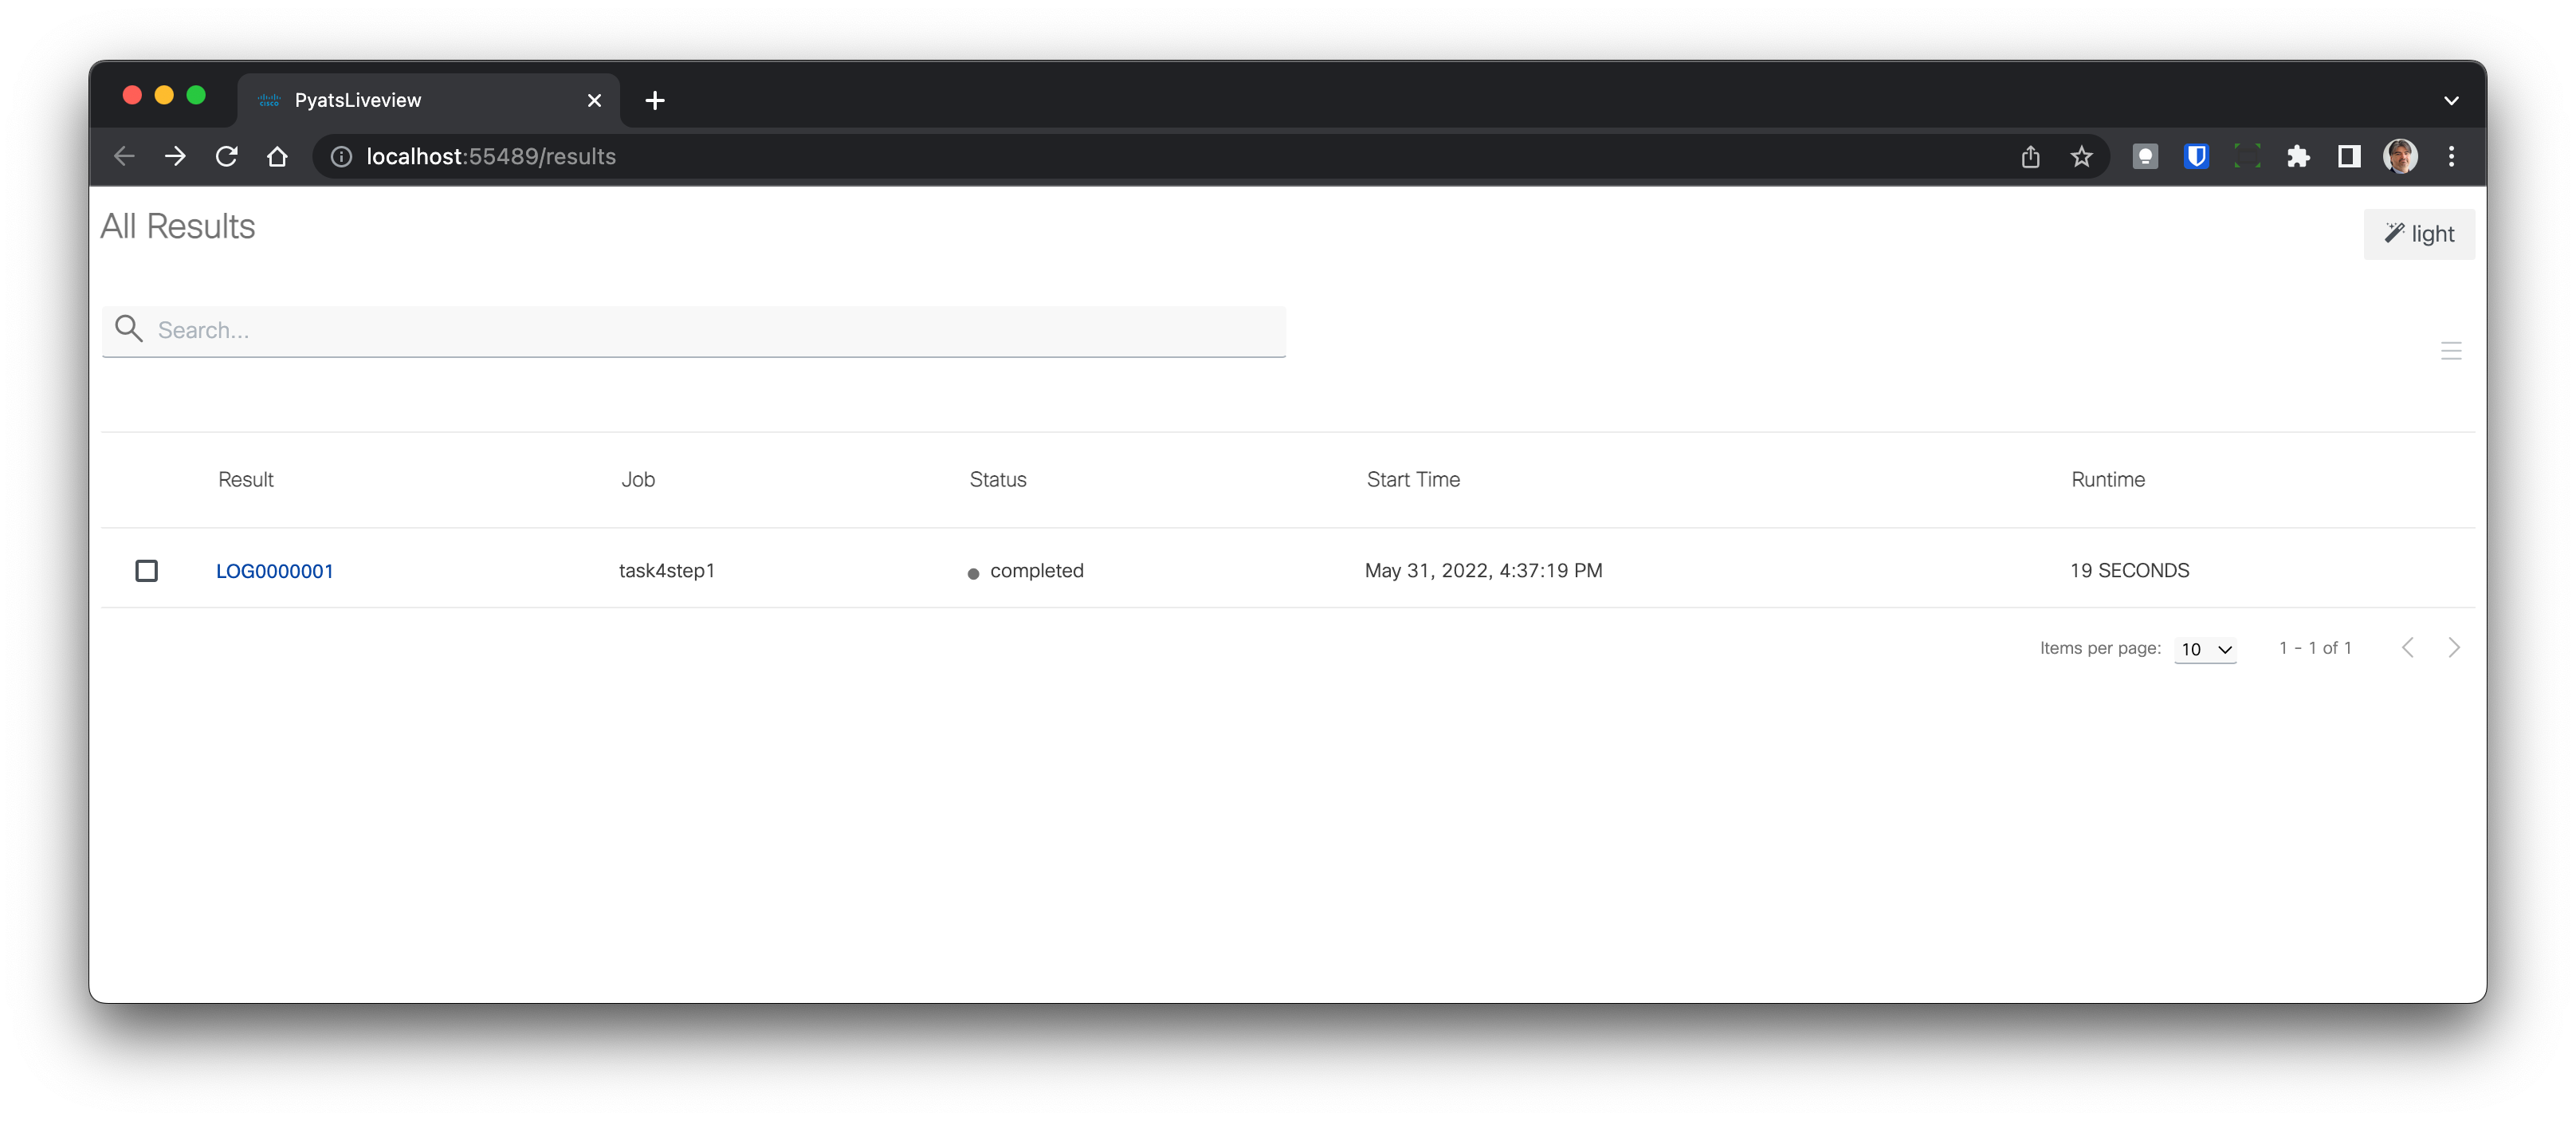 CISCO PyatsLiveview
localhost:55489/results
All Results
light
Search...
Result Job Status Start Time Runtime
LOG0000001 task4step1 completed May 31, 2022, 4:37:19 PM 19 SECONDS
Items per page: 10 1 - 1 of 1